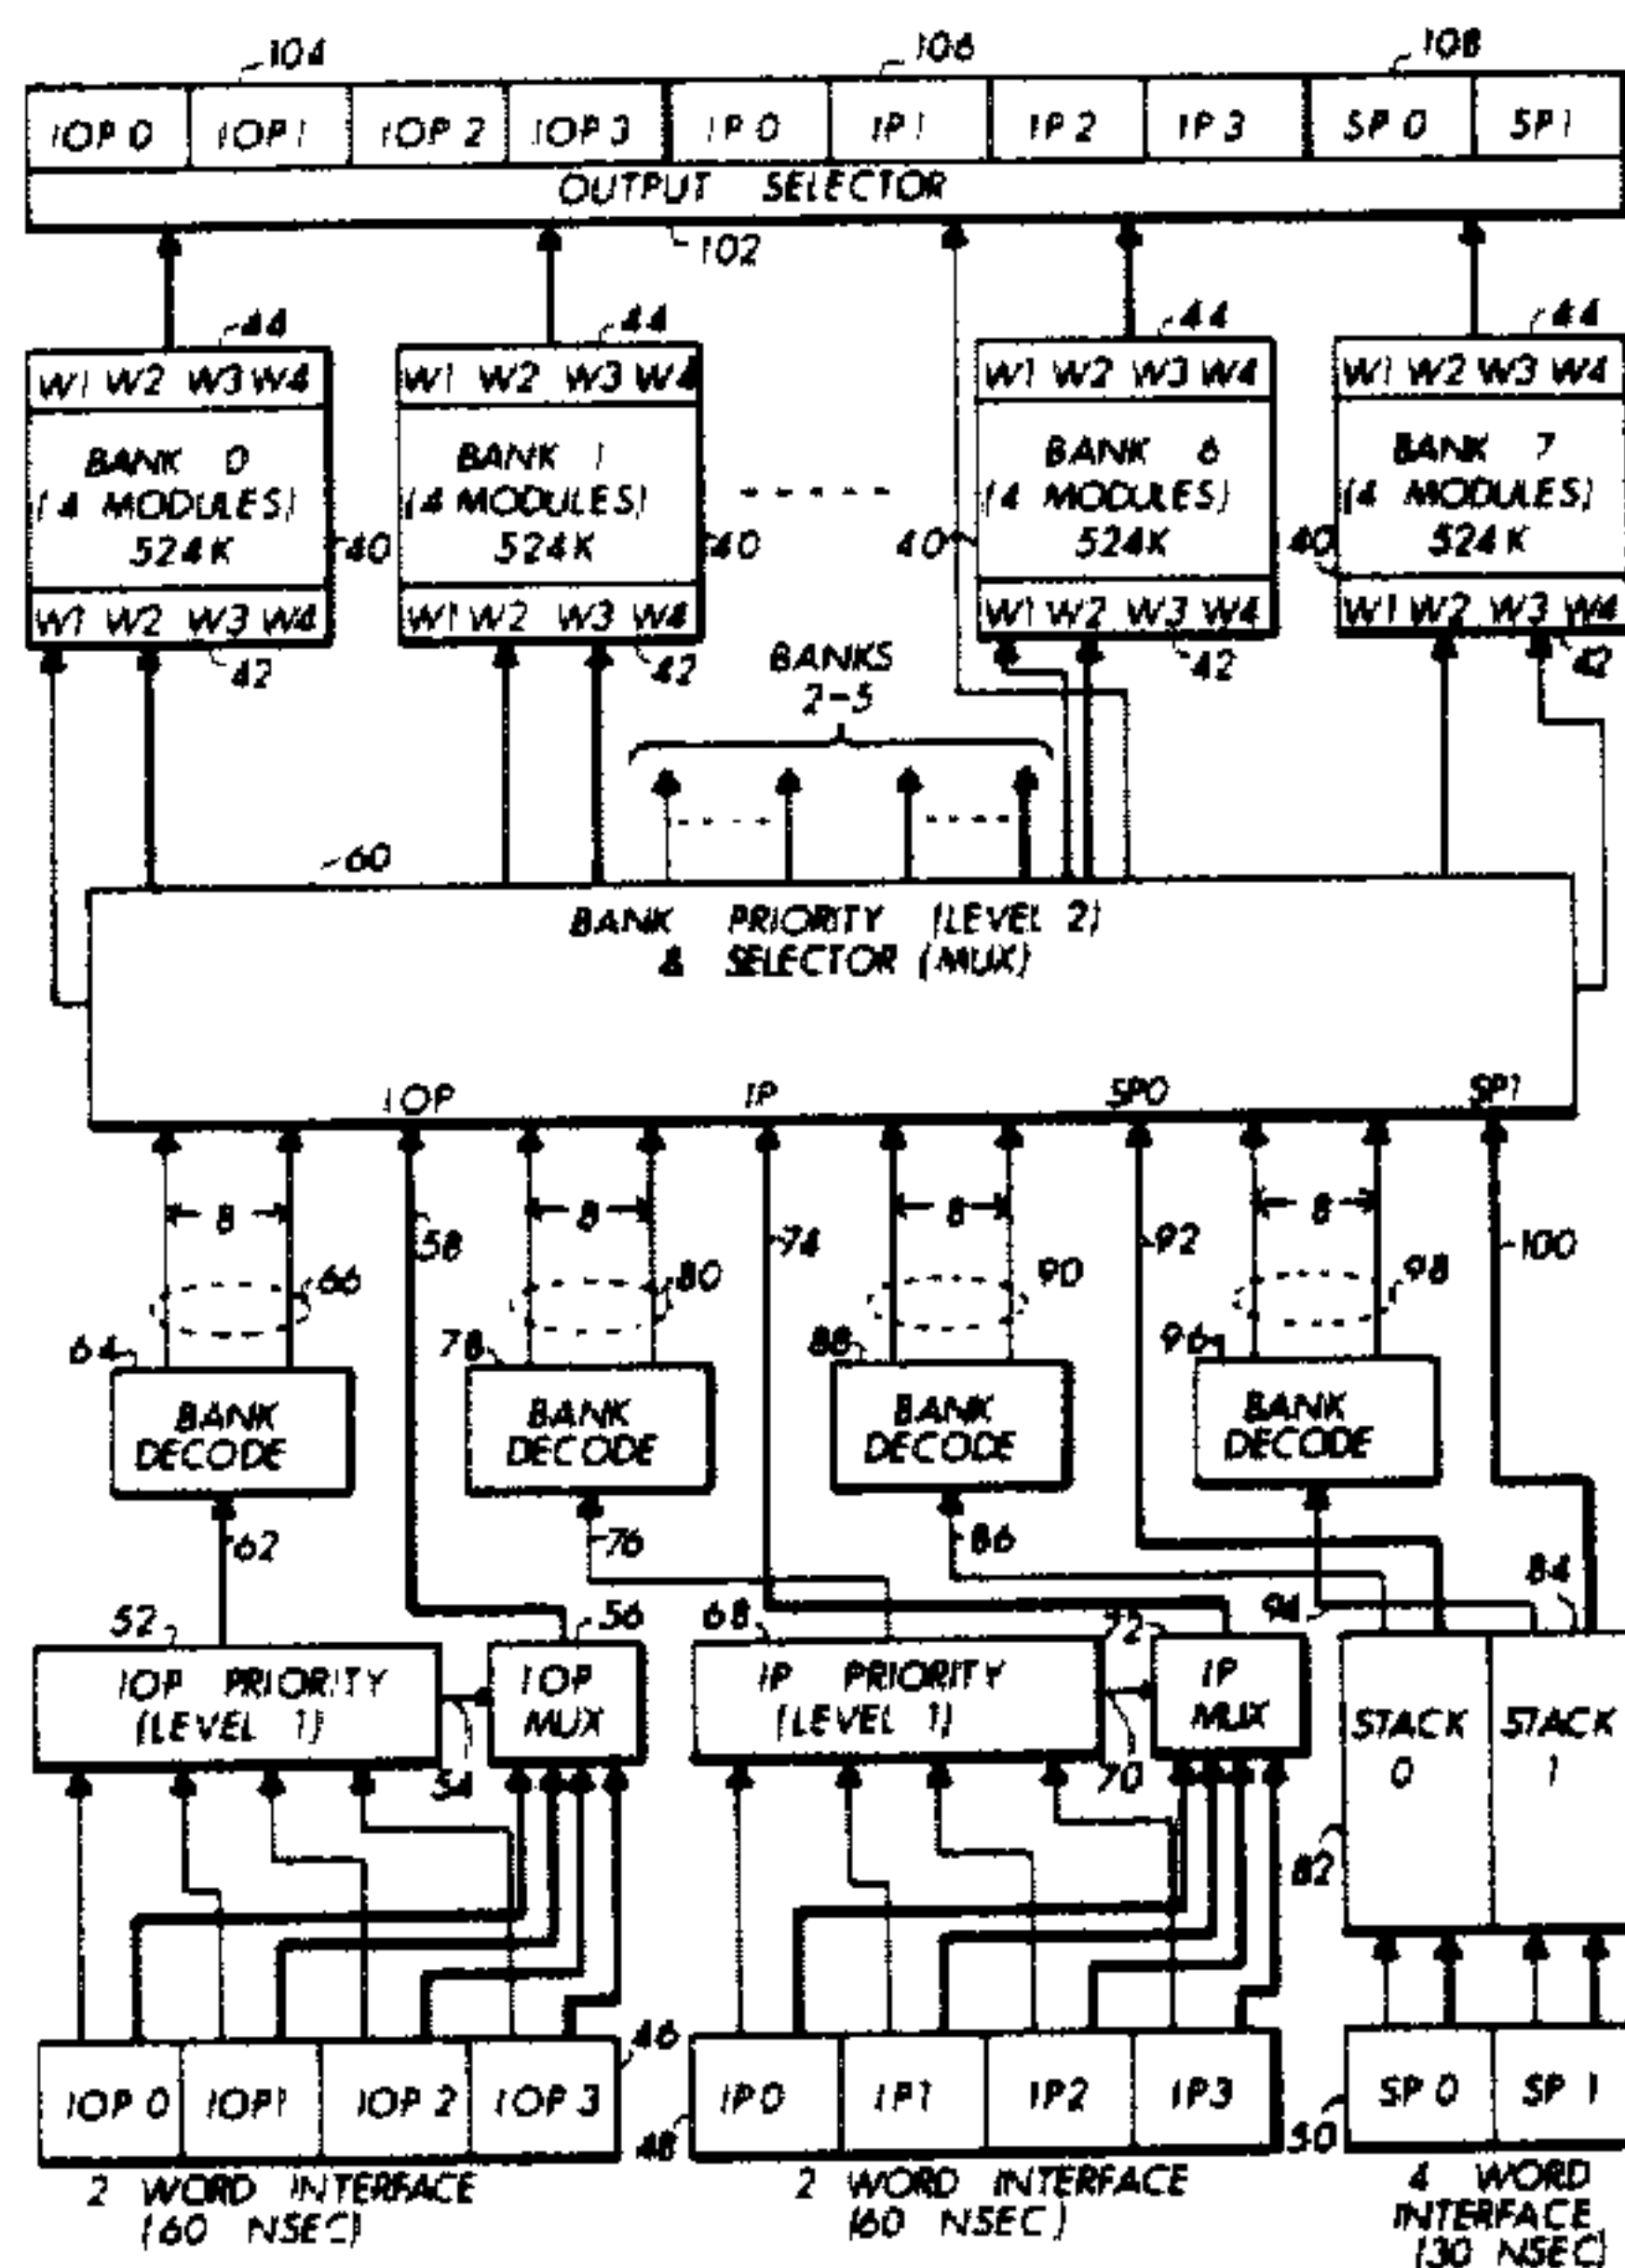 104 106 108
IOP 0 IOP 1 IOP 2 IOP 3 IP 0 IP 1 IP 2 IP 3 SP 0 SP 1
OUTPUT SELECTOR
102
44 44 44 44
W1 W2 W3 W4 W1 W2 W3 W4 W1 W2 W3 W4 W1 W2 W3 W4
BANK 0 BANK 1 BANK 6 BANK 7
(4 MODULES) (4 MODULES) (4 MODULES) (4 MODULES)
524K 524K 524K 524K
40 40 40 40
W1 W2 W3 W4 W1 W2 W3 W4 W1 W2 W3 W4 W1 W2 W3 W4
42 42 42 42
BANKS
2-5
60
BANK PRIORITY (LEVEL 2)
& SELECTOR (MUX)
IOP IP SP0 SP1
8 8 8 8
58 74 92 100
66 80 90 98
64 78 88 96
BANK BANK BANK BANK
DECODE DECODE DECODE DECODE
62 76 86 84
52 56 68 72 94
IOP PRIORITY IOP IP PRIORITY IP
(LEVEL 1) MUX (LEVEL 1) MUX
STACK STACK
0 1
54 70
82
46
IOP 0 IOP 1 IOP 2 IOP 3 IP0 IP1 IP2 IP3 SP 0 SP 1
48 50
2 WORD INTERFACE 2 WORD INTERFACE 4 WORD
(60 NSEC) (60 NSEC) INTERFACE
(30 NSEC)